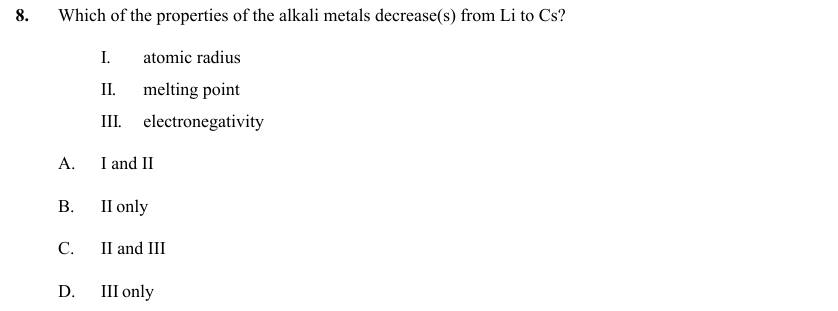 8. Which of the properties of the alkali metals decrease(s) from Li to Cs?
I. atomic radius
II. melting point
III. electronegativity
A. I and II
B. II only
C. II and III
D. III only